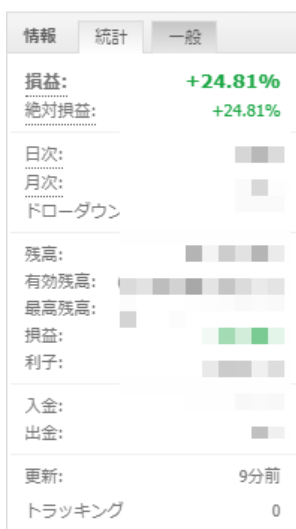 情報 統計 一般
損益: +24.81%
絶対損益: +24.81%
日次:
月次:
ドローダウン
残高:
有効残高:
最高残高:
損益:
利子:
入金:
出金:
更新: 9分前
トラッキング 0